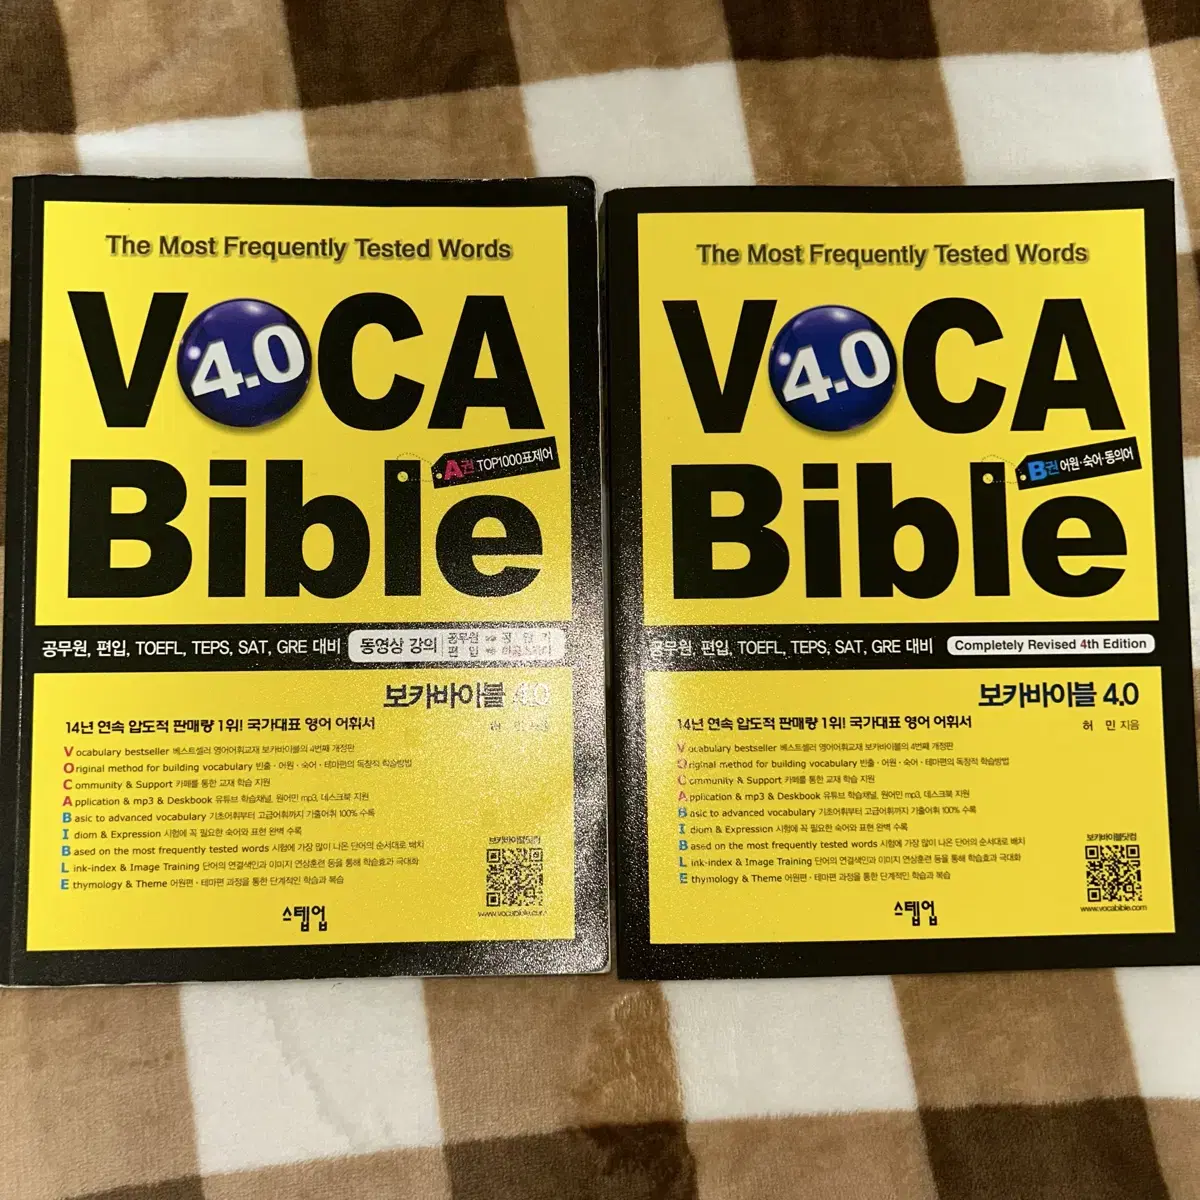 The Most Frequently Tested Words
VOCA
4.0
A권 TOP1000표제어
Bible
공무원, 편입, TOEFL, TEPS, SAT, GRE 대비
동영상 강의
공무원
편 입
보카바이블 4.0
14년 연속 압도적 판매량 1위! 국가대표 영어 어휘서
허 민 지음
Vocabulary bestseller 베스트셀러 영어어휘교재 보카바이블의 4번째 개정판
Original method for building vocabulary 빈출 · 어원 · 숙어 · 테마편의 독창적 학습방법
Community & Support 카페를 통한 교재 학습 지원
Application & mp3 & Deskbook 유튜브 학습채널, 원어민 mp3, 데스크북 지원
Basic to advanced vocabulary 기초어휘부터 고급어휘까지 기출어휘 100% 수록
Idiom & Expression 시험에 꼭 필요한 숙어와 표현 완벽 수록
Based on the most frequently tested words 시험에 가장 많이 나온 단어의 순서대로 배치
Link-index & Image Training 단어의 연결색인과 이미지 연상훈련 등을 통해 학습효과 극대화
Ethymology & Theme 어원편 · 테마편 과정을 통한 단계적인 학습과 복습
보카바이블닷컴
www.vocabible.com
스텝업
The Most Frequently Tested Words
VOCA
4.0
B권 어원·숙어·동의어
Bible
공무원, 편입, TOEFL, TEPS, SAT, GRE 대비
Completely Revised 4th Edition
보카바이블 4.0
14년 연속 압도적 판매량 1위! 국가대표 영어 어휘서
허 민 지음
Vocabulary bestseller 베스트셀러 영어어휘교재 보카바이블의 4번째 개정판
Original method for building vocabulary 빈출 · 어원 · 숙어 · 테마편의 독창적 학습방법
Community & Support 카페를 통한 교재 학습 지원
Application & mp3 & Deskbook 유튜브 학습채널, 원어민 mp3, 데스크북 지원
Basic to advanced vocabulary 기초어휘부터 고급어휘까지 기출어휘 100% 수록
Idiom & Expression 시험에 꼭 필요한 숙어와 표현 완벽 수록
Based on the most frequently tested words 시험에 가장 많이 나온 단어의 순서대로 배치
Link-index & Image Training 단어의 연결색인과 이미지 연상훈련 등을 통해 학습효과 극대화
Ethymology & Theme 어원편 · 테마편 과정을 통한 단계적인 학습과 복습
보카바이블닷컴
www.vocabible.com
스텝업